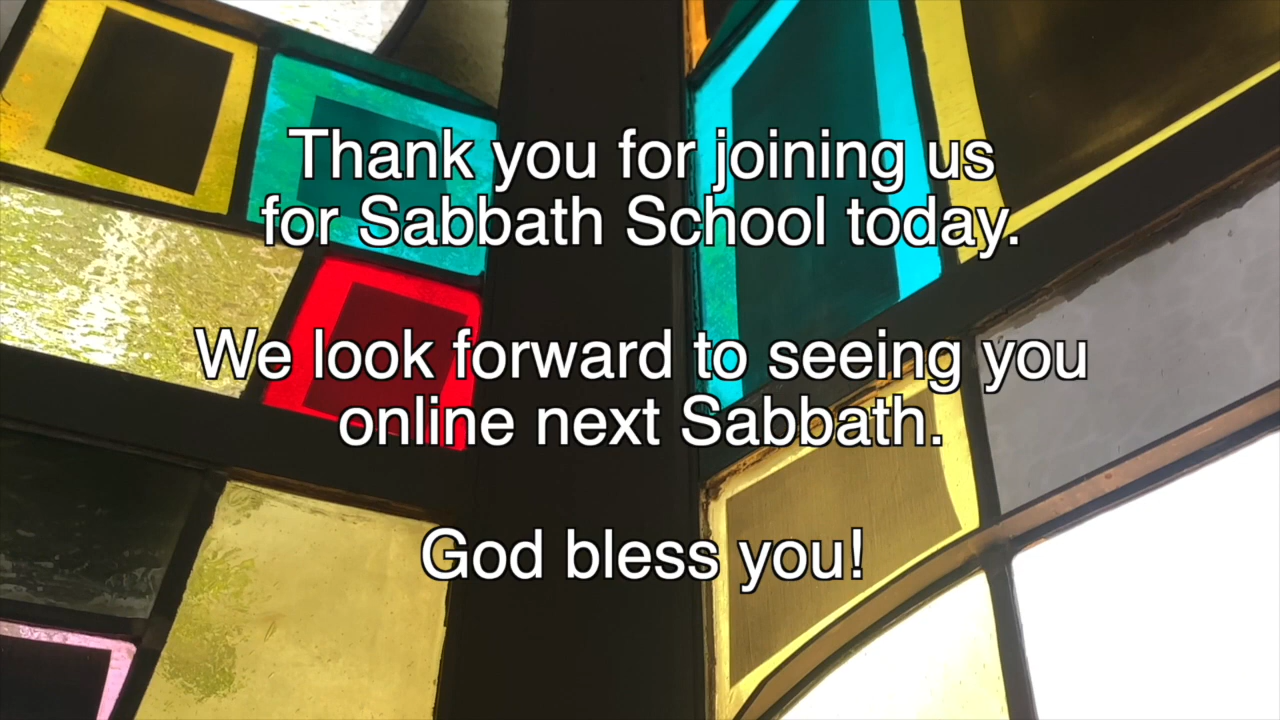 Thank you for joining us
for Sabbath School today.
We look forward to seeing you
online next Sabbath.
God bless you!